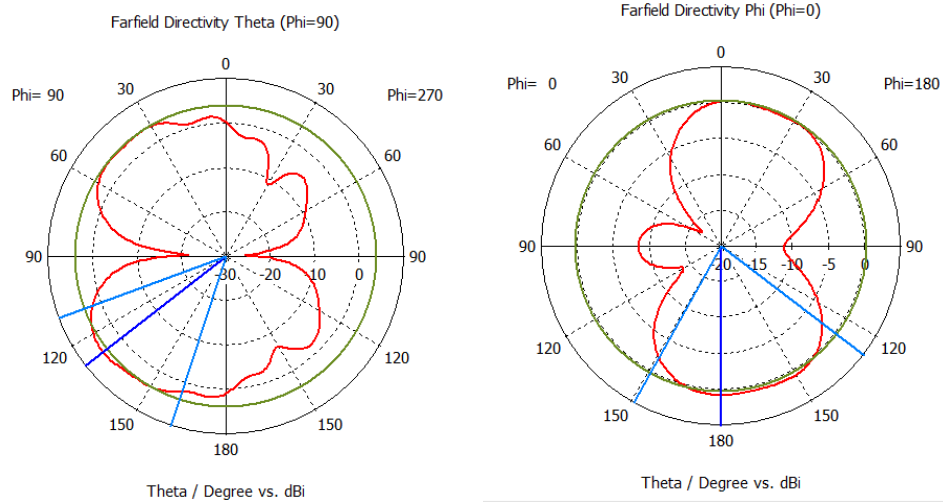 Farfield Directivity Theta (Phi=90)
0
30 30
Phi= 90 Phi=270
60 60
90 -30 -20 -10 0 90
120 120
150 150
180
Theta / Degree vs. dBi
Farfield Directivity Phi (Phi=0)
0
30 30
Phi= 0 Phi=180
60 60
90 -20 -15 -10 -5 0 90
120 120
150 150
180
Theta / Degree vs. dBi